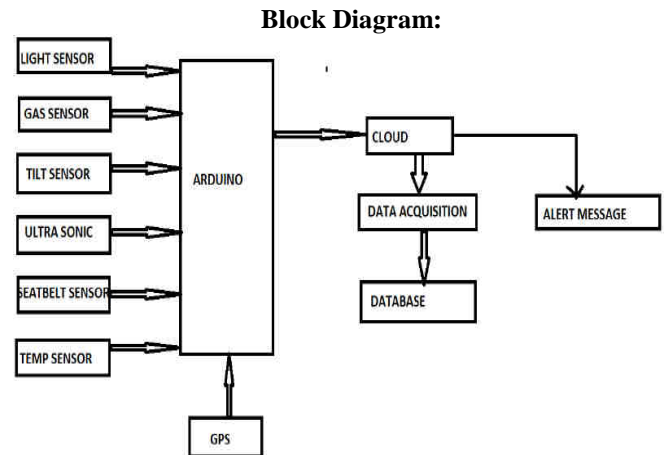 Block Diagram:
LIGHT SENSOR
GAS SENSOR
TILT SENSOR
ULTRA SONIC
SEATBELT SENSOR
TEMP SENSOR
ARDUINO
GPS
CLOUD
DATA ACQUISITION
DATABASE
ALERT MESSAGE